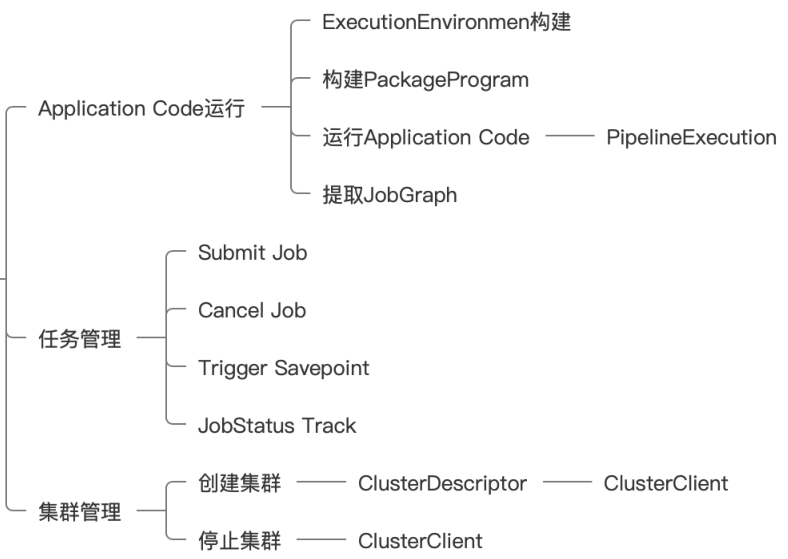 ExecutionEnvironmen构建
构建PackageProgram
Application Code运行
运行Application Code
PipelineExecution
提取JobGraph
Submit Job
Cancel Job
任务管理
Trigger Savepoint
JobStatus Track
创建集群
ClusterDescriptor
ClusterClient
集群管理
停止集群
ClusterClient